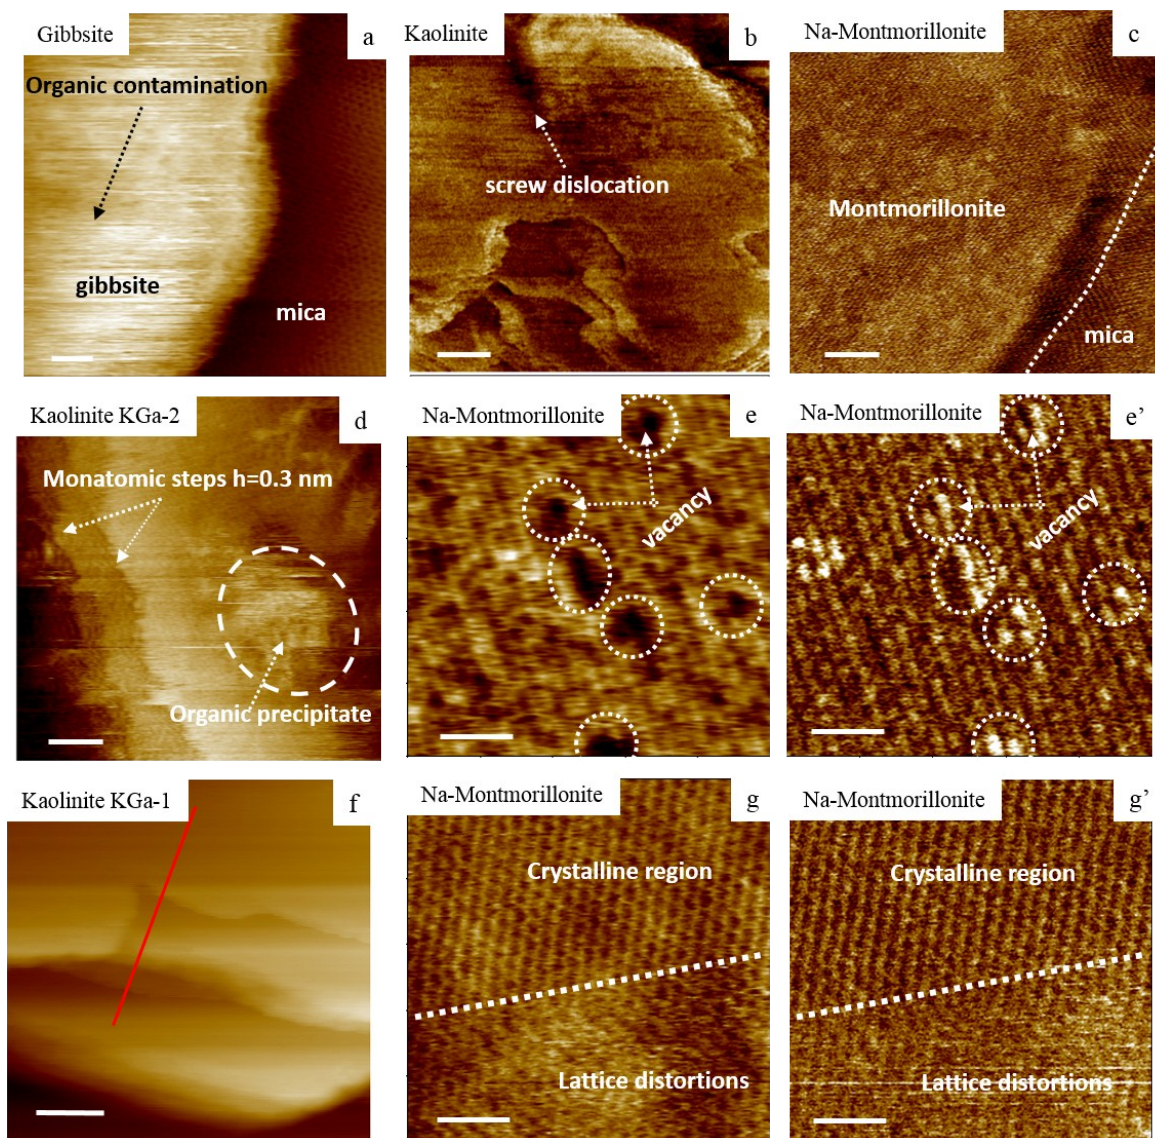 Gibbsite
a
Organic contamination
gibbsite
mica
Kaolinite
b
screw dislocation
Na-Montmorillonite
c
Montmorillonite
mica
Kaolinite KGa-2
d
Monatomic steps h=0.3 nm
Organic precipitate
Na-Montmorillonite
e
vacancy
Na-Montmorillonite
e’
vacancy
Kaolinite KGa-1
f
Na-Montmorillonite
g
Crystalline region
Lattice distortions
Na-Montmorillonite
g’
Crystalline region
Lattice distortions